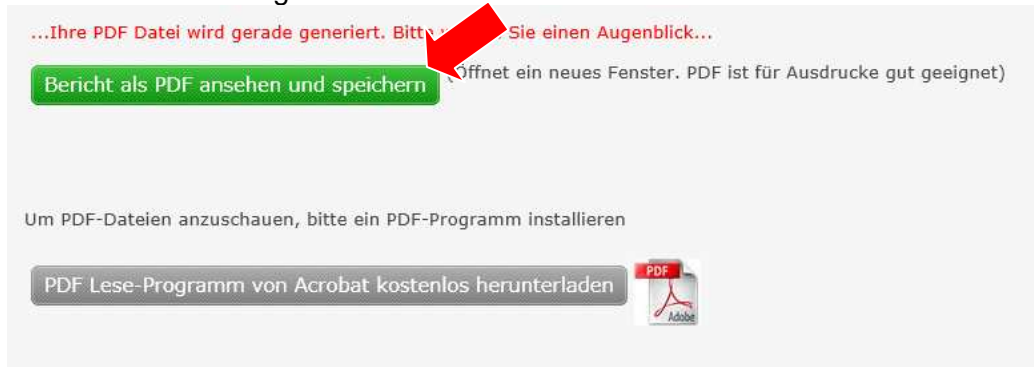 ...Ihre PDF Datei wird gerade generiert. Bitte Sie einen Augenblick...
Bericht als PDF ansehen und speichern
(Öffnet ein neues Fenster. PDF ist für Ausdrucke gut geeignet)
Um PDF-Dateien anzuschauen, bitte ein PDF-Programm installieren
PDF Lese-Programm von Acrobat kostenlos herunterladen
PDF
Adobe